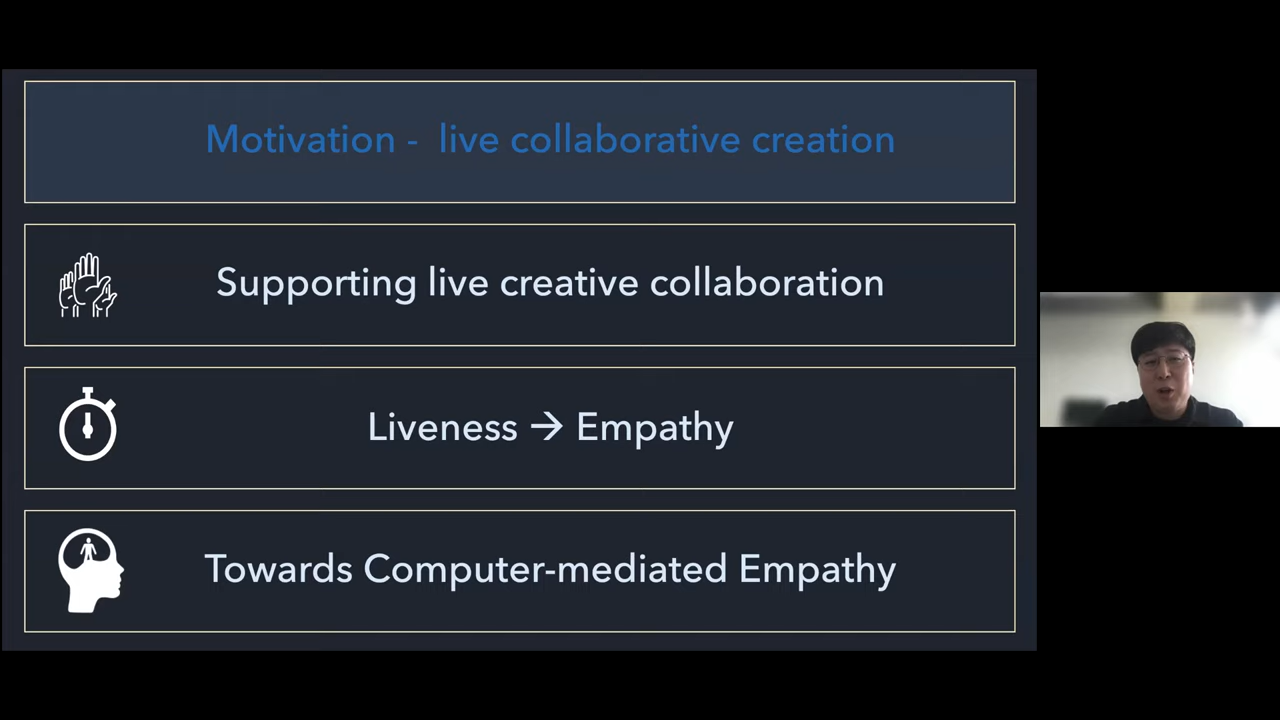 Motivation - live collaborative creation
Supporting live creative collaboration
Liveness → Empathy
Towards Computer-mediated Empathy